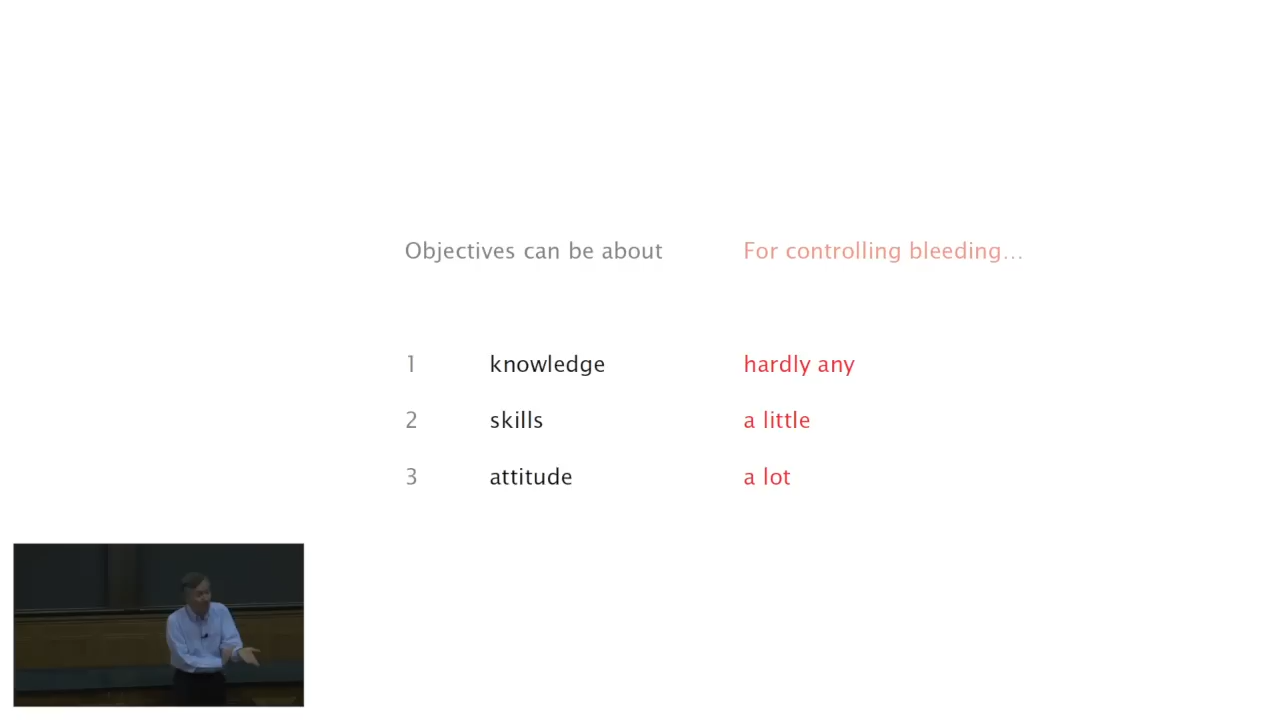 Objectives can be about For controlling bleeding...
1 knowledge hardly any
2 skills a little
3 attitude a lot